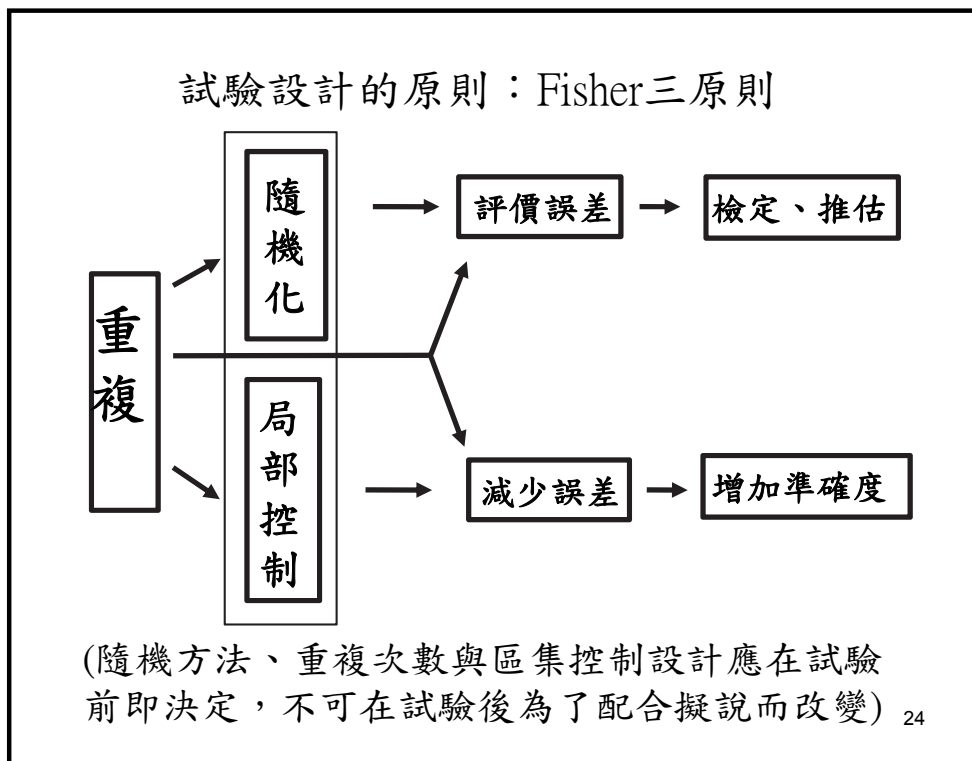 試驗設計的原則：Fisher三原則
重複
隨機化
局部控制
評價誤差
檢定、推估
減少誤差
增加準確度
(隨機方法、重複次數與區集控制設計應在試驗
前即決定，不可在試驗後為了配合擬說而改變)
24